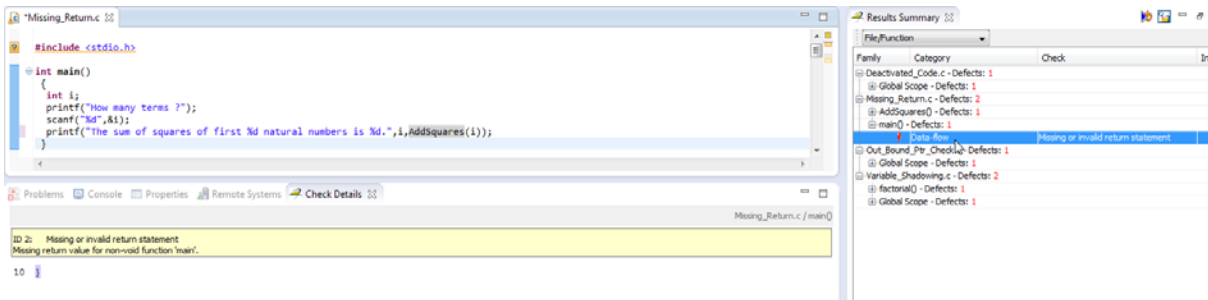 *Missing_Return.c
#include <stdio.h>
int main()
{
int i;
printf("How many terms ?");
scanf("%d",&i);
printf("The sum of squares of first %d natural numbers is %d.",i,AddSquares(i));
}
Problems Console Properties Remote Systems Check Details
Missing_Return.c / main()
ID 2: Missing or invalid return statement
Missing return value for non-void function 'main'.
10 }
Results Summary
File/Function
Family Category Check
Deactivated_Code.c - Defects: 1
Global Scope - Defects: 1
Missing_Return.c - Defects: 2
AddSquares() - Defects: 1
main() - Defects: 1
Data-flow Missing or invalid return statement
Out_Bound_Ptr_Check.c - Defects: 1
Global Scope - Defects: 1
Variable_Shadowing.c - Defects: 2
factorial() - Defects: 1
Global Scope - Defects: 1